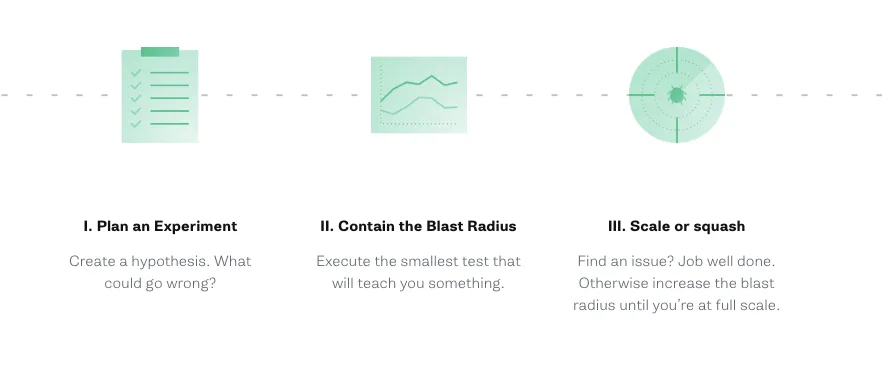 I. Plan an Experiment
Create a hypothesis. What
could go wrong?
II. Contain the Blast Radius
Execute the smallest test that
will teach you something.
III. Scale or squash
Find an issue? Job well done.
Otherwise increase the blast
radius until you’re at full scale.